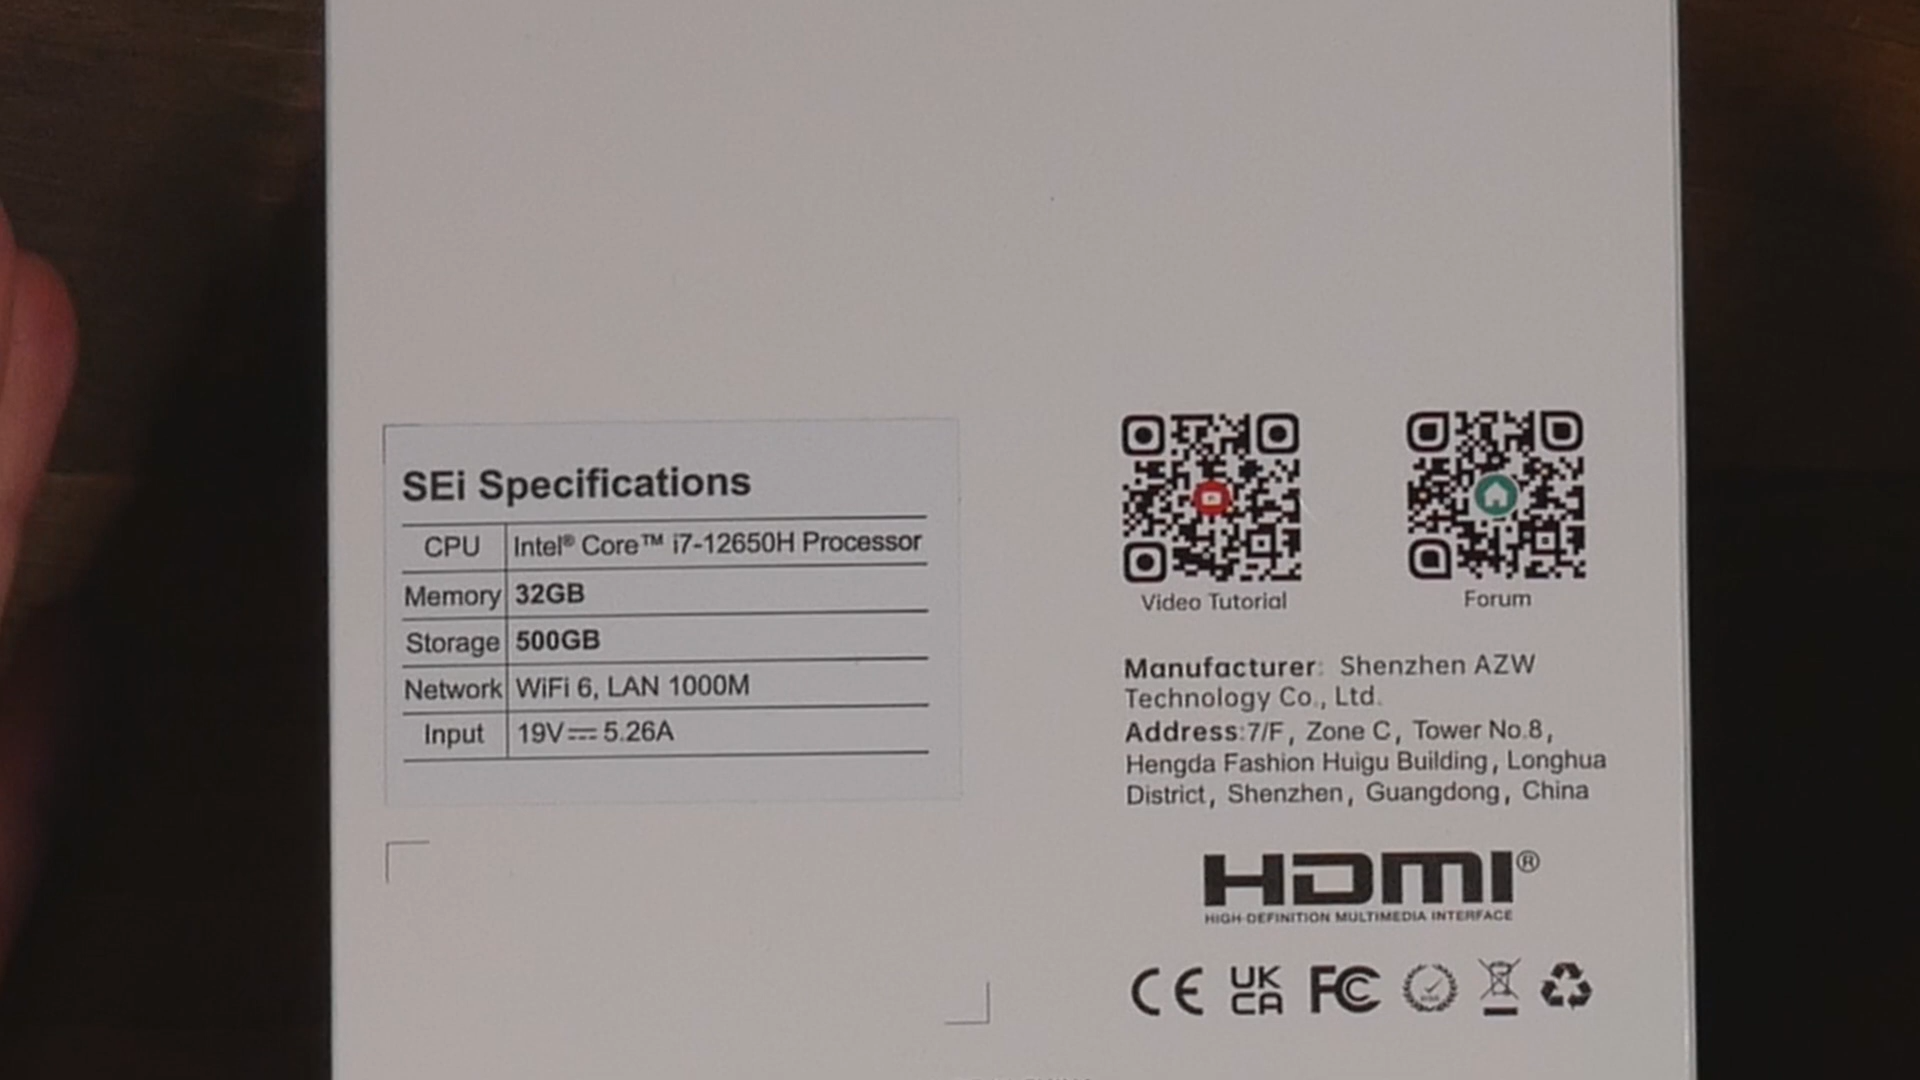 SEi Specifications
CPU Intel® Core™ i7-12650H Processor
Memory 32GB
Storage 500GB
Network WiFi 6, LAN 1000M
Input 19V⎓5.26A
Video Tutorial
Forum
Manufacturer: Shenzhen AZW
Technology Co., Ltd.
Address:7/F, Zone C, Tower No.8,
Hengda Fashion Huigu Building, Longhua
District, Shenzhen, Guangdong, China
HDMI®
HIGH-DEFINITION MULTIMEDIA INTERFACE
CE UK CA FC